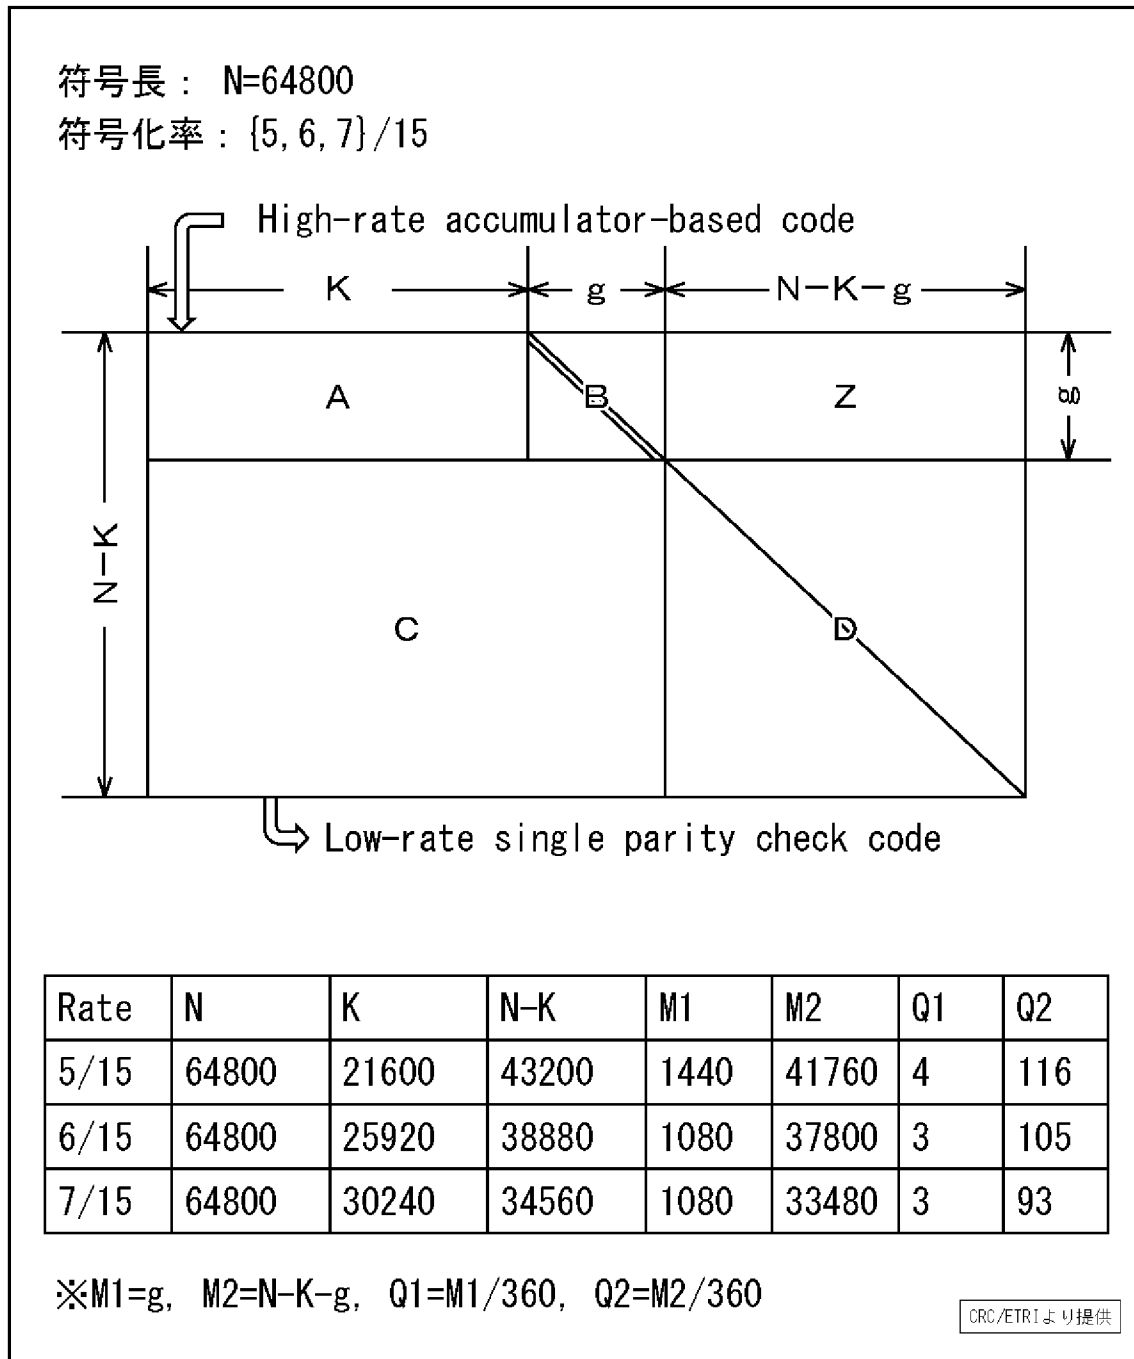 符号長： N=64800
符号化率：{5,6,7}/15
High-rate accumulator-based code
K g N-K-g
A B Z g
N-K
C D
Low-rate single parity check code
Rate N K N-K M1 M2 Q1 Q2
5/15 64800 21600 43200 1440 41760 4 116
6/15 64800 25920 38880 1080 37800 3 105
7/15 64800 30240 34560 1080 33480 3 93
※M1=g, M2=N-K-g, Q1=M1/360, Q2=M2/360
CRC/ETRIより提供